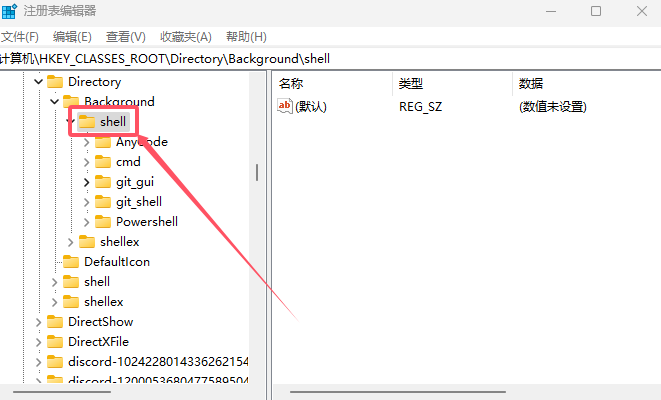 注册表编辑器
文件(F) 编辑(E) 查看(V) 收藏夹(A) 帮助(H)
计算机\HKEY_CLASSES_ROOT\Directory\Background\shell
Directory
Background
shell
AnyCode
cmd
git_gui
git_shell
Powershell
shellex
DefaultIcon
shell
shellex
DirectShow
DirectXFile
discord-1024228014336262154
discord-1200053680477589504
名称 类型 数据
ab (默认) REG_SZ (数值未设置)